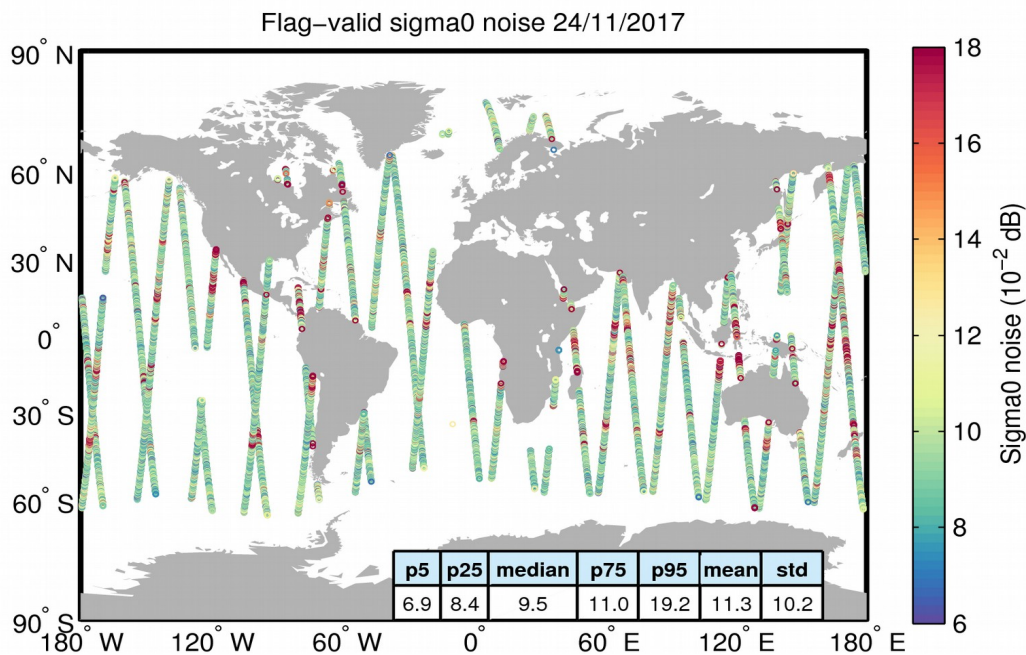 Flag−valid sigma0 noise 24/11/2017
90° N
60° N
30° N
0°
30° S
60° S
90° S
180° W
120° W
60° W
0°
60° E
120° E
180° E
p5 p25 median p75 p95 mean std
6.9 8.4 9.5 11.0 19.2 11.3 10.2
18
16
14
12
10
8
6
Sigma0 noise (10⁻² dB)